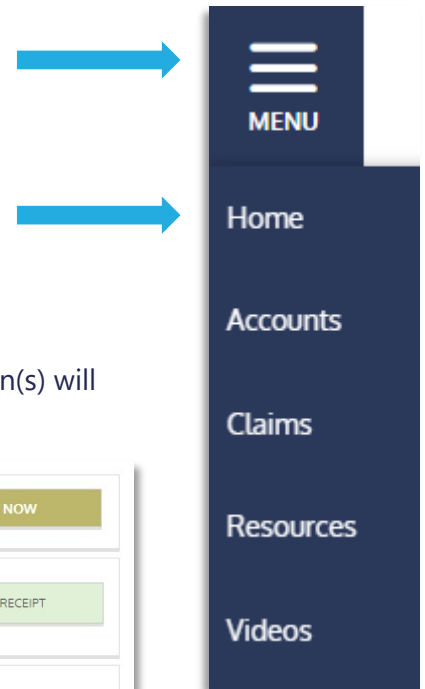 MENU
Home
Accounts
n(s) will
Claims
NOW
Resources
RECEIPT
Videos